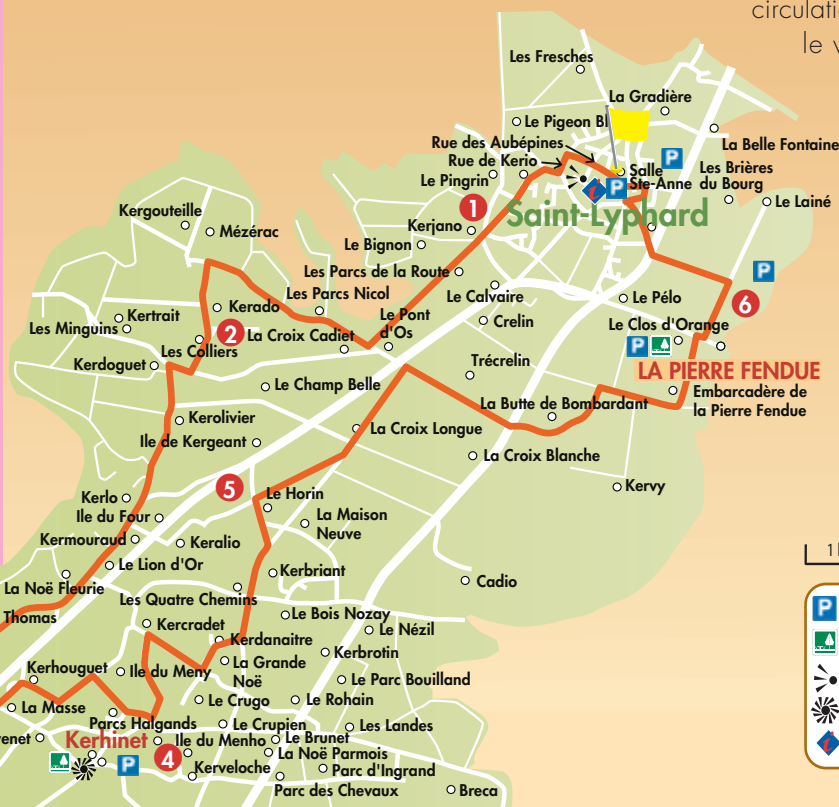 circulati
le v
Les Fresches
La Gradière
Le Pigeon Bl
Rue des Aubépines
Rue de Kerio
La Belle Fontaine
Le Pingrin
P
Salle
Ste-Anne
Les Brières
du Bourg
i
P
Le Lainé
1
Saint-Lyphard
Kergouteille
Mézérac
Kerjano
Le Bignon
Les Parcs de la Route
P
Les Parcs Nicol
Le Calvaire
Le Pélo
6
Kertrait
Kerado
Le Pont
d'Os
Crelin
Le Clos d'Orange
Les Minguins
2
La Croix Cadiet
P
Les Colliers
Kerdoguet
Trécrelin
LA PIERRE FENDUE
Le Champ Belle
Embarcadère de
la Pierre Fendue
La Butte de Bombardant
Kerolivier
La Croix Longue
Ile de Kergeant
La Croix Blanche
5
Kervy
Kerlo
Le Horin
Ile du Four
La Maison
Neuve
Kermouraud
Keralio
1
Le Lion d'Or
Kerbriant
Cadio
La Noë Fleurie
Les Quatre Chemins
P
Thomas
Le Bois Nozay
Kercradet
Le Nézil
Kerdanaitre
Kerbrotin
Kerhouguet
Ile du Meny
La Grande
Noë
Le Parc Bouilland
La Masse
Le Crugo
Le Rohain
Parcs Halgands
Le Crupien
Les Landes
enet
Kerhinet
Ile du Menho
Le Brunet
i
4
La Noë Parmois
P
Kerveloche
Parc d'Ingrand
Parc des Chevaux
Breca